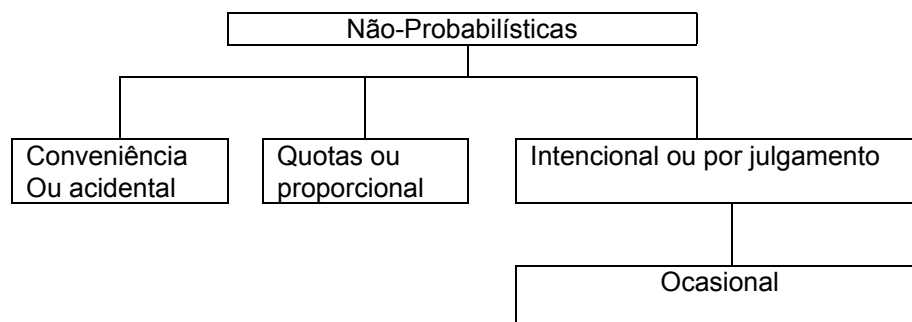 Não-Probabilísticas
Conveniência
Ou acidental
Quotas ou
proporcional
Intencional ou por julgamento
Ocasional